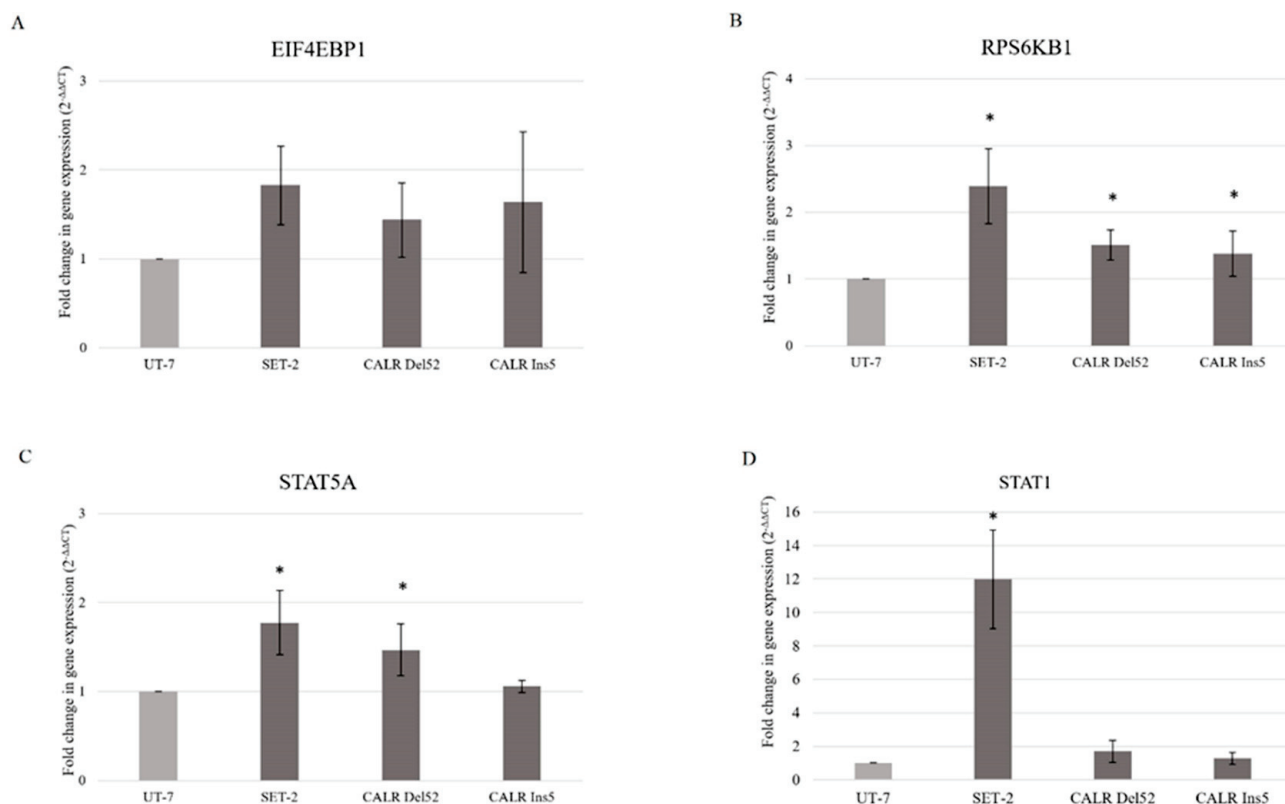 A
EIF4EBP1
Fold change in gene expression (2-ΔΔCT)
3
2
1
0
UT-7 SET-2 CALR Del52 CALR Ins5
B
RPS6KB1
Fold change in gene expression (2-ΔΔCT)
4
*
3
*
*
2
1
0
UT-7 SET-2 CALR Del52 CALR Ins5
C
STAT5A
Fold change in gene expression (2-ΔΔCT)
3
*
*
2
1
0
UT-7 SET-2 CALR Del52 CALR Ins5
D
STAT1
Fold change in gene expression (2-ΔΔCT)
16
*
14
12
10
8
6
4
2
0
UT-7 SET-2 CALR Del52 CALR Ins5